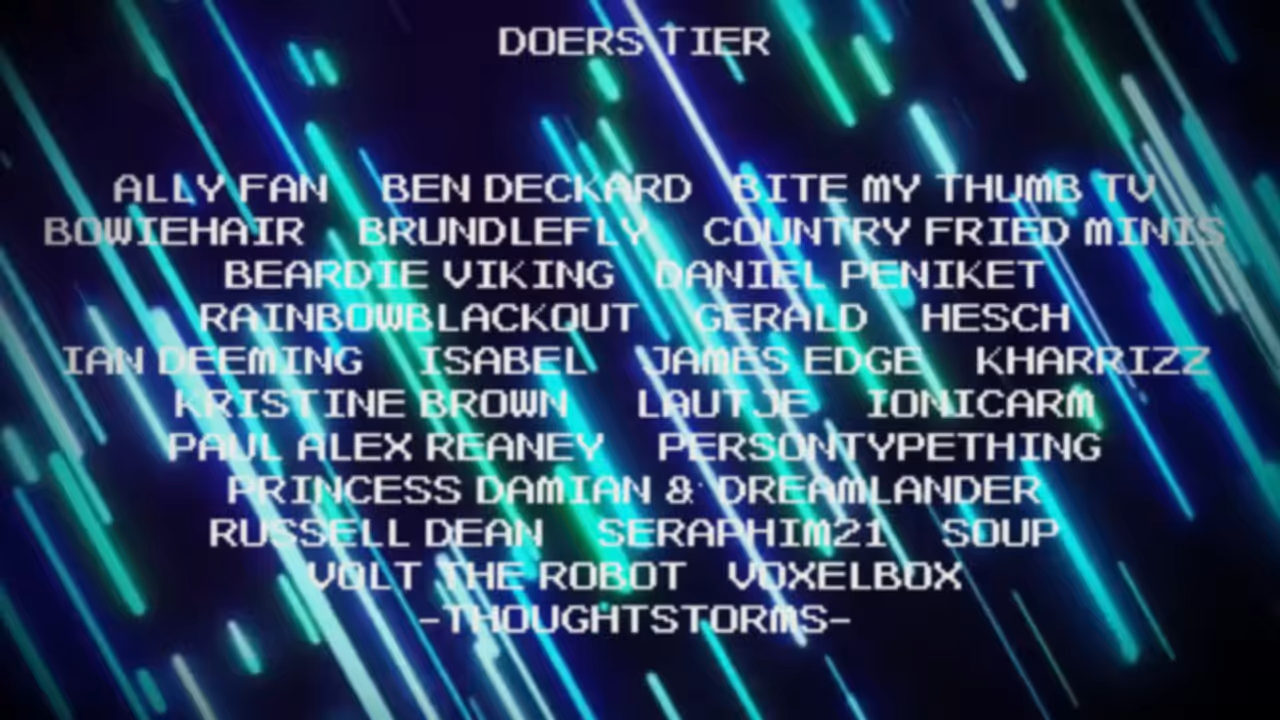 DOERS TIER
ALLY FAN BEN DECKARD BITE MY THUMB TV
BOWIEHAIR BRUNDLEFLY COUNTRY FRIED MINIS
BEARDIE VIKING DANIEL PENIKET
RAINBOWBLACKOUT GERALD HESCH
IAN DEEMING ISABEL JAMES EDGE KHARRIZZ
KRISTINE BROWN LAUTJE IONICARM
PAUL ALEX REANEY PERSONTYPETHING
PRINCESS DAMIAN & DREAMLANDER
RUSSELL DEAN SERAPHIM21 SOUP
VOLT THE ROBOT VOXELBOX
-THOUGHTSTORMS-